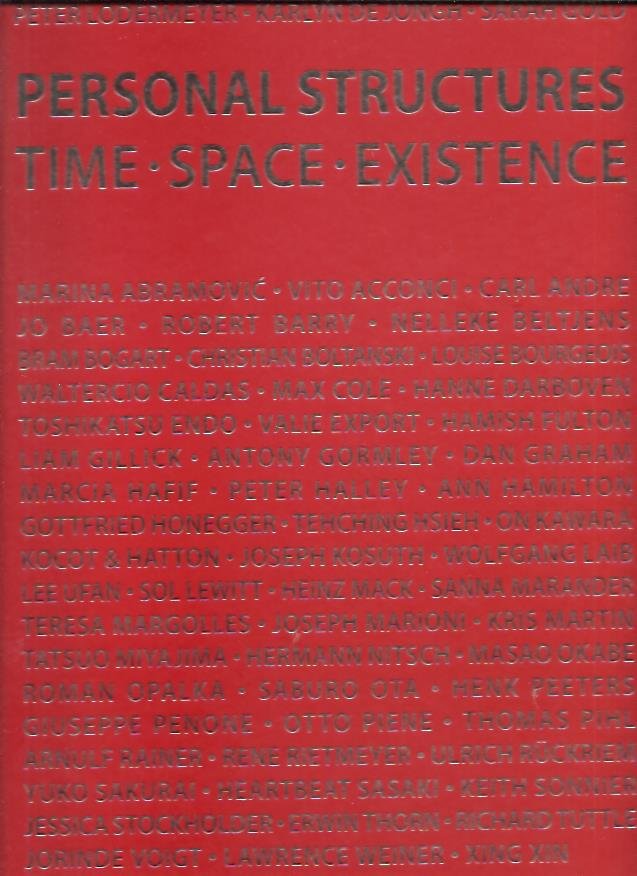 PETER LODERMEYER · KARLYN DE JONGH · SARAH GOLD
PERSONAL STRUCTURES
TIME · SPACE · EXISTENCE
MARINA ABRAMOVIĆ · VITO ACCONCI · CARL ANDRE
JO BAER · ROBERT BARRY · NELLEKE BELTJENS
BRAM BOGART · CHRISTIAN BOLTANSKI · LOUISE BOURGEOIS
WALTERCIO CALDAS · MAX COLE · HANNE DARBOVEN
TOSHIKATSU ENDO · VALIE EXPORT · HAMISH FULTON
LIAM GILLICK · ANTONY GORMLEY · DAN GRAHAM
MARCIA HAFIF · PETER HALLEY · ANN HAMILTON
GOTTFRIED HONEGGER · TEHCHING HSIEH · ON KAWARA
KOCOT & HATTON · JOSEPH KOSUTH · WOLFGANG LAIB
LEE UFAN · SOL LEWITT · HEINZ MACK · SANNA MARANDER
TERESA MARGOLLES · JOSEPH MARIONI · KRIS MARTIN
TATSUO MIYAJIMA · HERMANN NITSCH · MASAO OKABE
ROMAN OPALKA · SABURO OTA · HENK PEETERS
GIUSEPPE PENONE · OTTO PIENE · THOMAS PIHL
ARNULF RAINER · RENE RIETMEYER · ULRICH RÜCKRIEM
YUKO SAKURAI · HEARTBEAT SASAKI · KEITH SONNIER
JESSICA STOCKHOLDER · ERWIN THORN · RICHARD TUTTLE
JORINDE VOIGT · LAWRENCE WEINER · XING XIN